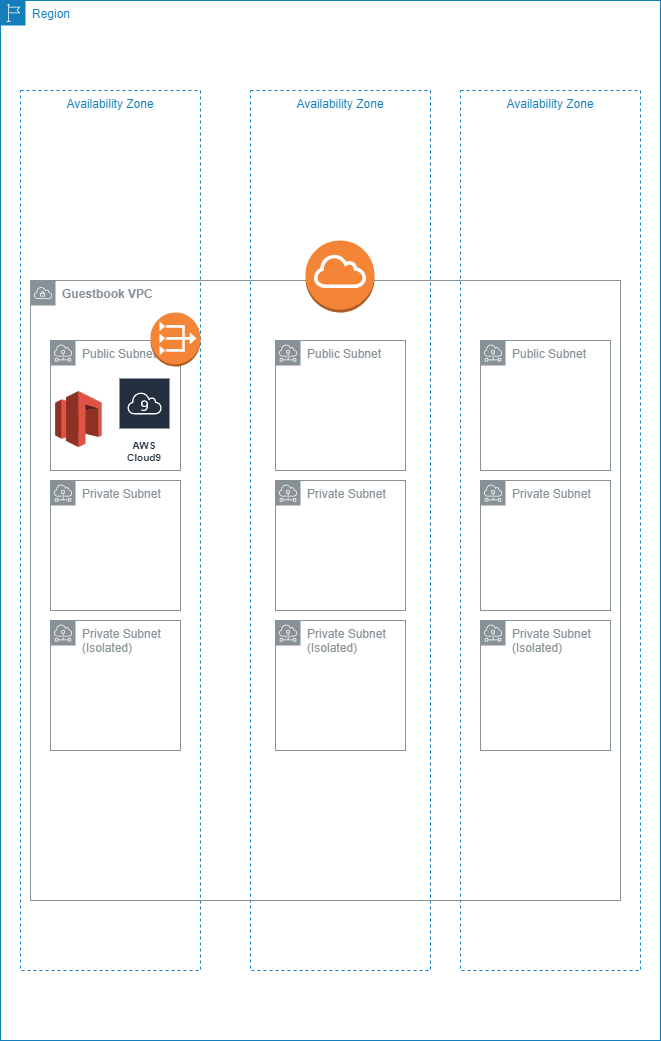 Region
Availability Zone
Availability Zone
Availability Zone
Guestbook VPC
Public Subnet
Public Subnet
Public Subnet
9
AWS
Cloud9
Private Subnet
Private Subnet
Private Subnet
Private Subnet
(Isolated)
Private Subnet
(Isolated)
Private Subnet
(Isolated)